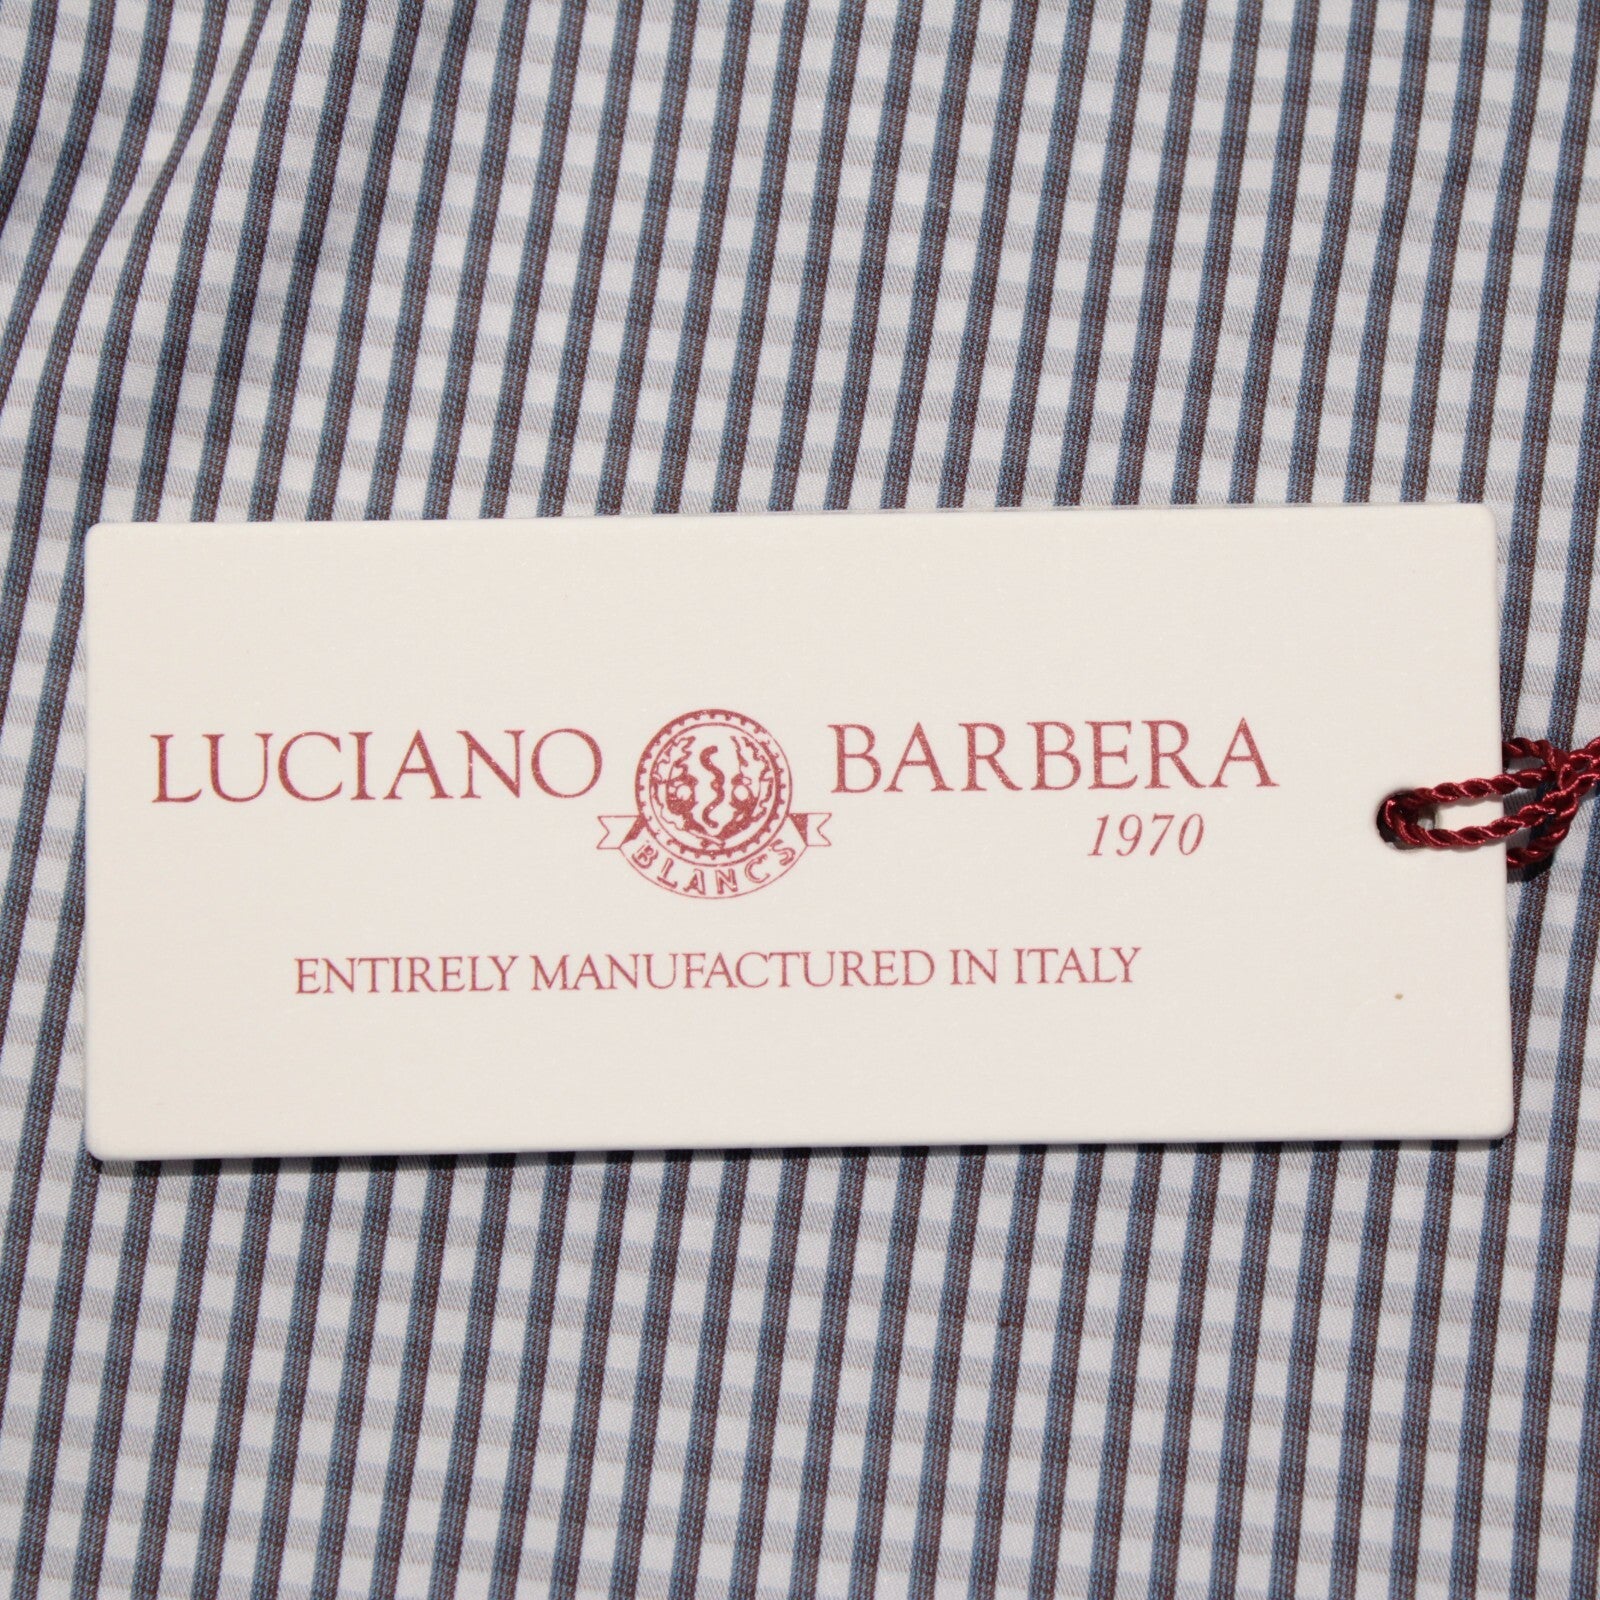 LUCIANO BARBERA
BLANC'S
1970
ENTIRELY MANUFACTURED IN ITALY